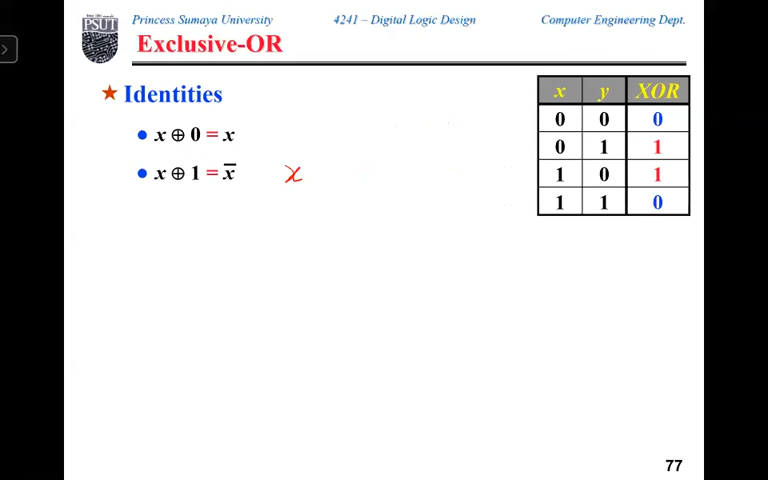 Princess Sumaya University 4241 – Digital Logic Design Computer Engineering Dept.
PSUT
Exclusive-OR
★ Identities
● x ⊕ 0 = x
● x ⊕ 1 = x̅ x
x y XOR
0 0 0
0 1 1
1 0 1
1 1 0
77